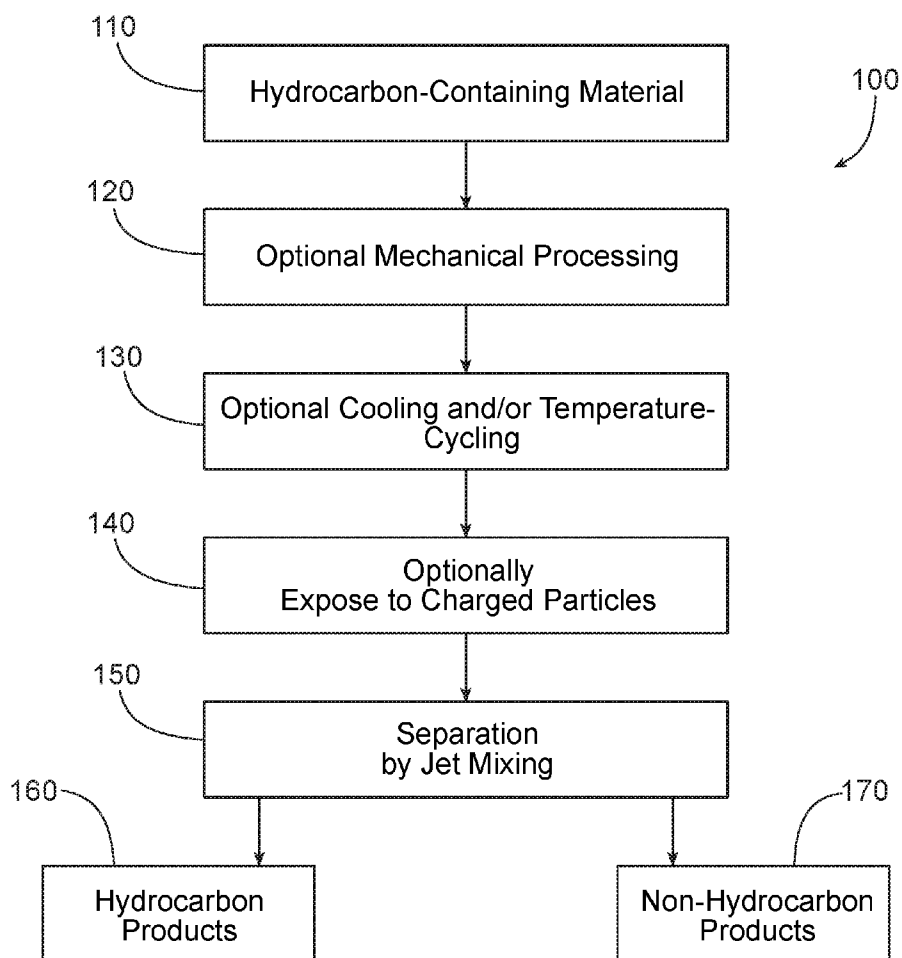 110
Hydrocarbon-Containing Material
100
120
Optional Mechanical Processing
130
Optional Cooling and/or Temperature-
Cycling
140
Optionally
Expose to Charged Particles
150
Separation
by Jet Mixing
160
170
Hydrocarbon
Products
Non-Hydrocarbon
Products